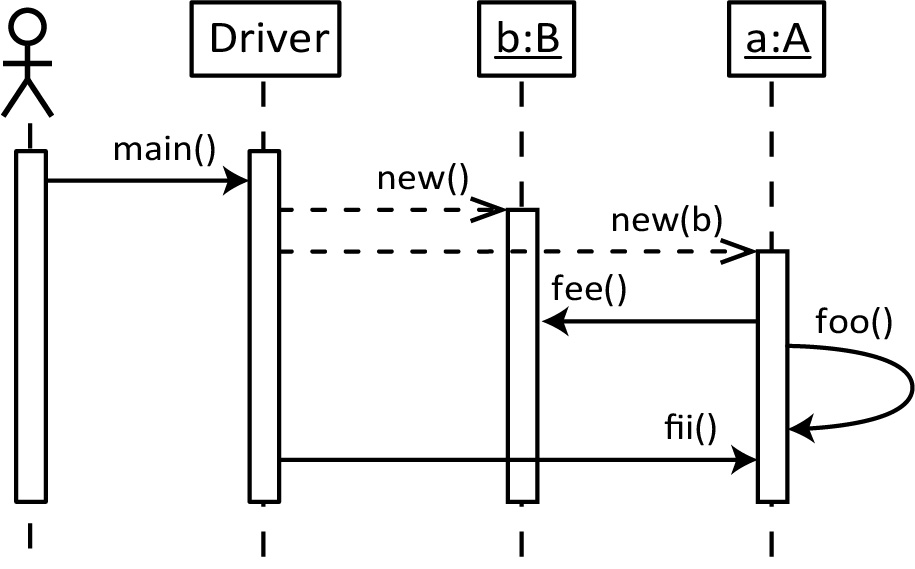 Driver
b:B
a:A
main()
new()
new(b)
fee()
foo()
fii()